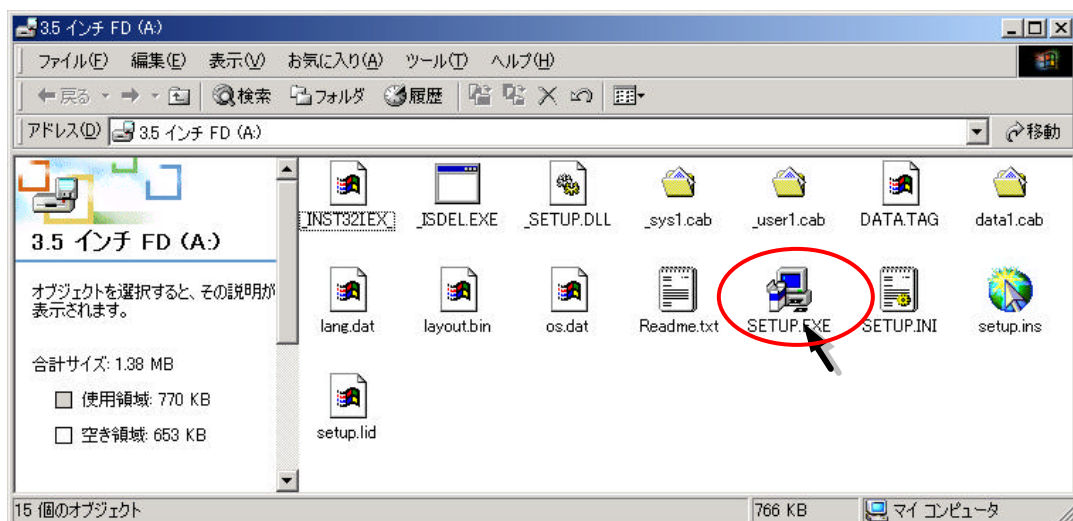 3.5 インチ FD (A:)
ファイル(F) 編集(E) 表示(V) お気に入り(A) ツール(T) ヘルプ(H)
戻る 検索 フォルダ 履歴
アドレス(D) 3.5 インチ FD (A:) 移動
3.5 インチ FD (A:)
オブジェクトを選択すると、その説明が
表示されます。
合計サイズ: 1.38 MB
使用領域: 770 KB
空き領域: 653 KB
_INST32I.EX_ _ISDEL.EXE _SETUP.DLL _sys1.cab _user1.cab DATA.TAG data1.cab
lang.dat layout.bin os.dat Readme.txt SETUP.EXE SETUP.INI setup.ins
setup.lid
15 個のオブジェクト 766 KB マイ コンピュータ